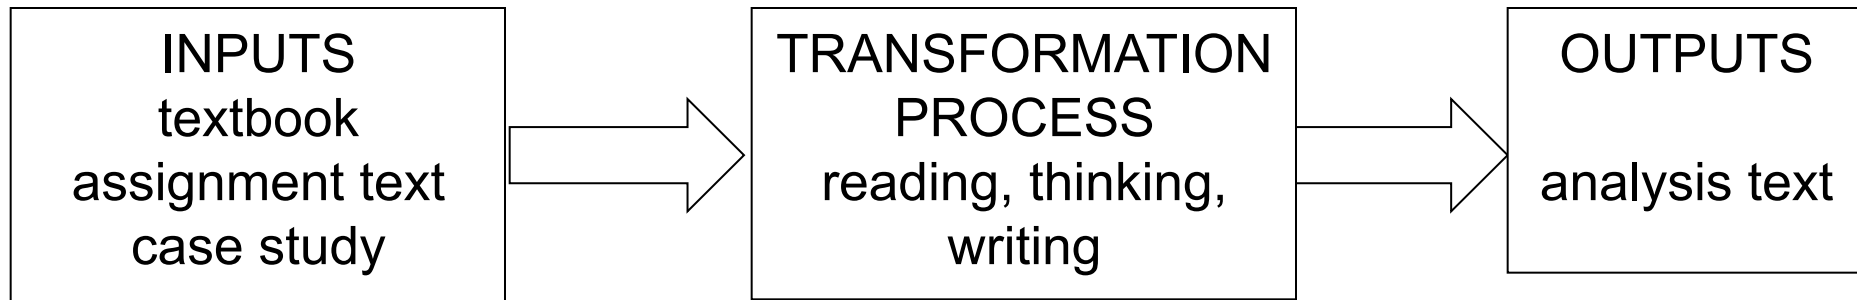 INPUTS
textbook
assignment text
case study
TRANSFORMATION
PROCESS
reading, thinking,
writing
OUTPUTS
analysis text